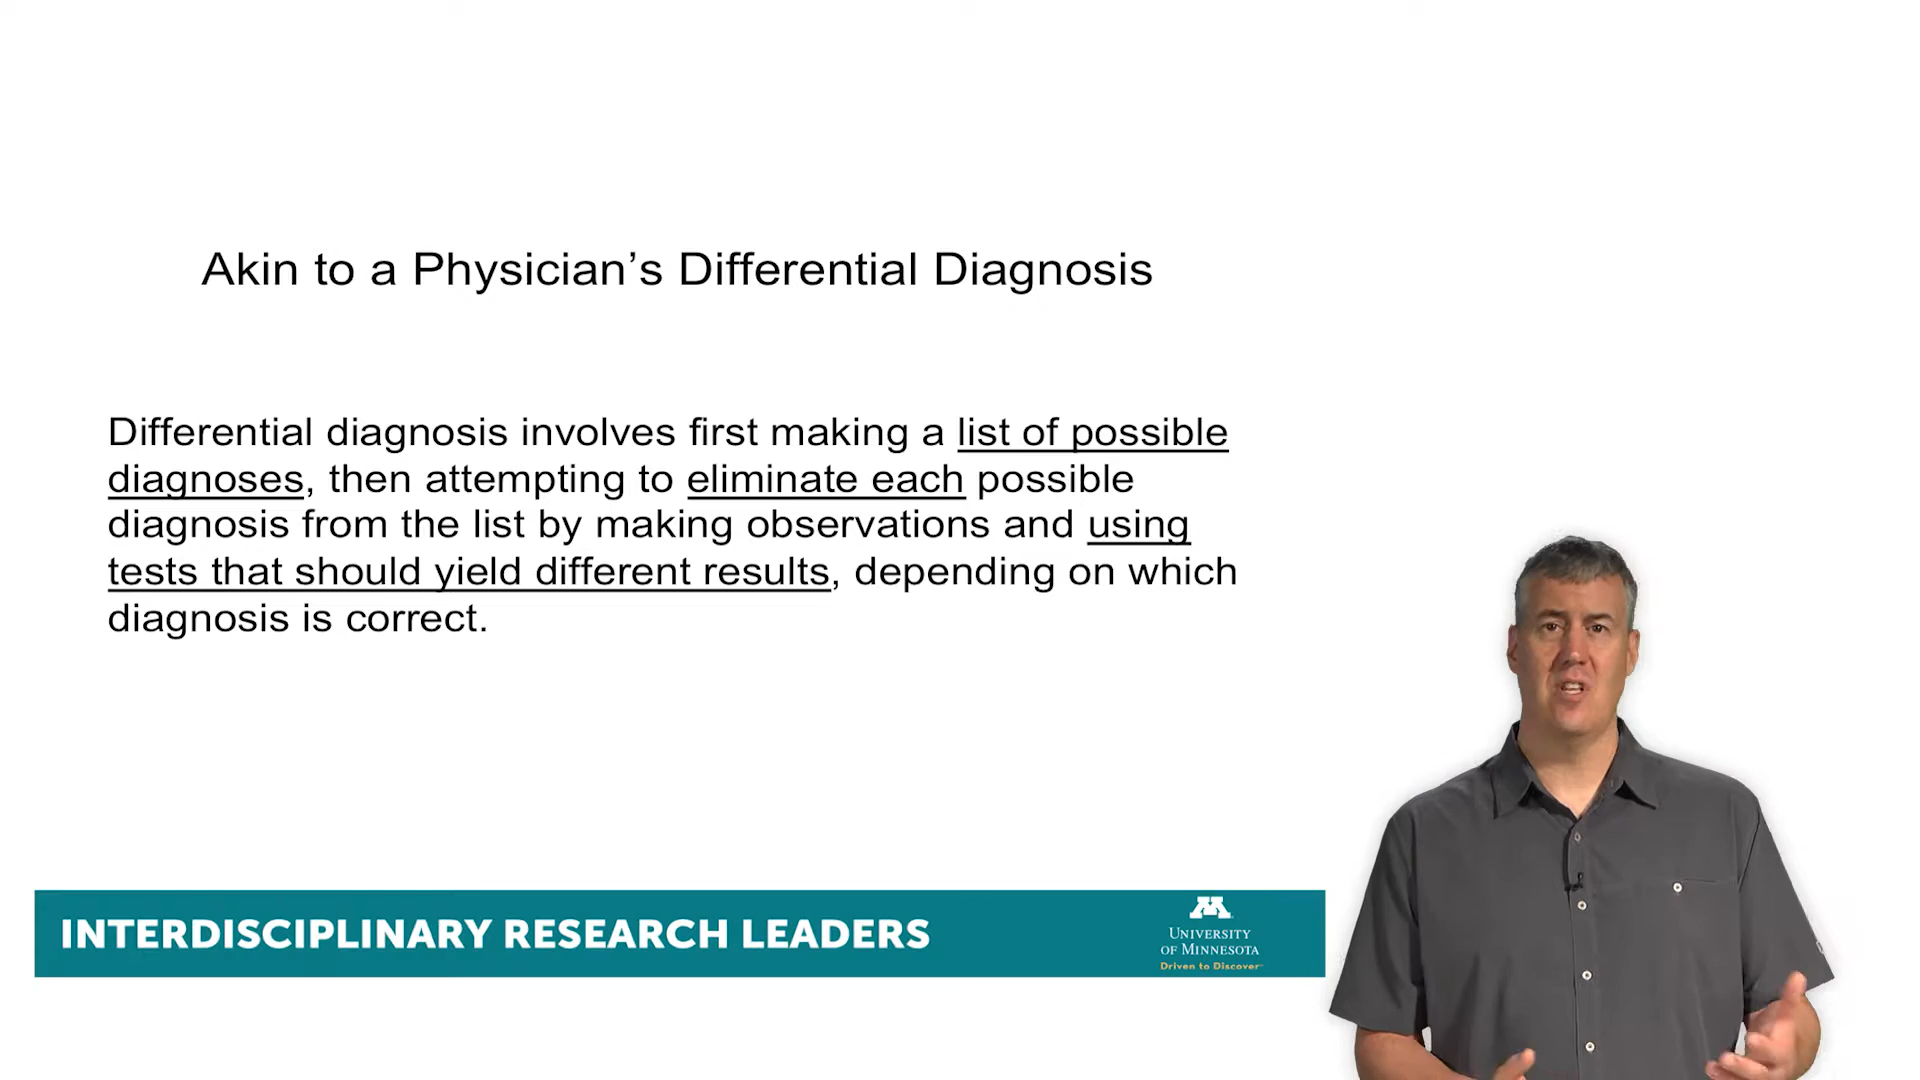 Akin to a Physician’s Differential Diagnosis
Differential diagnosis involves first making a list of possible
diagnoses, then attempting to eliminate each possible
diagnosis from the list by making observations and using
tests that should yield different results, depending on which
diagnosis is correct.
INTERDISCIPLINARY RESEARCH LEADERS
M
UNIVERSITY
OF MINNESOTA
Driven to Discover